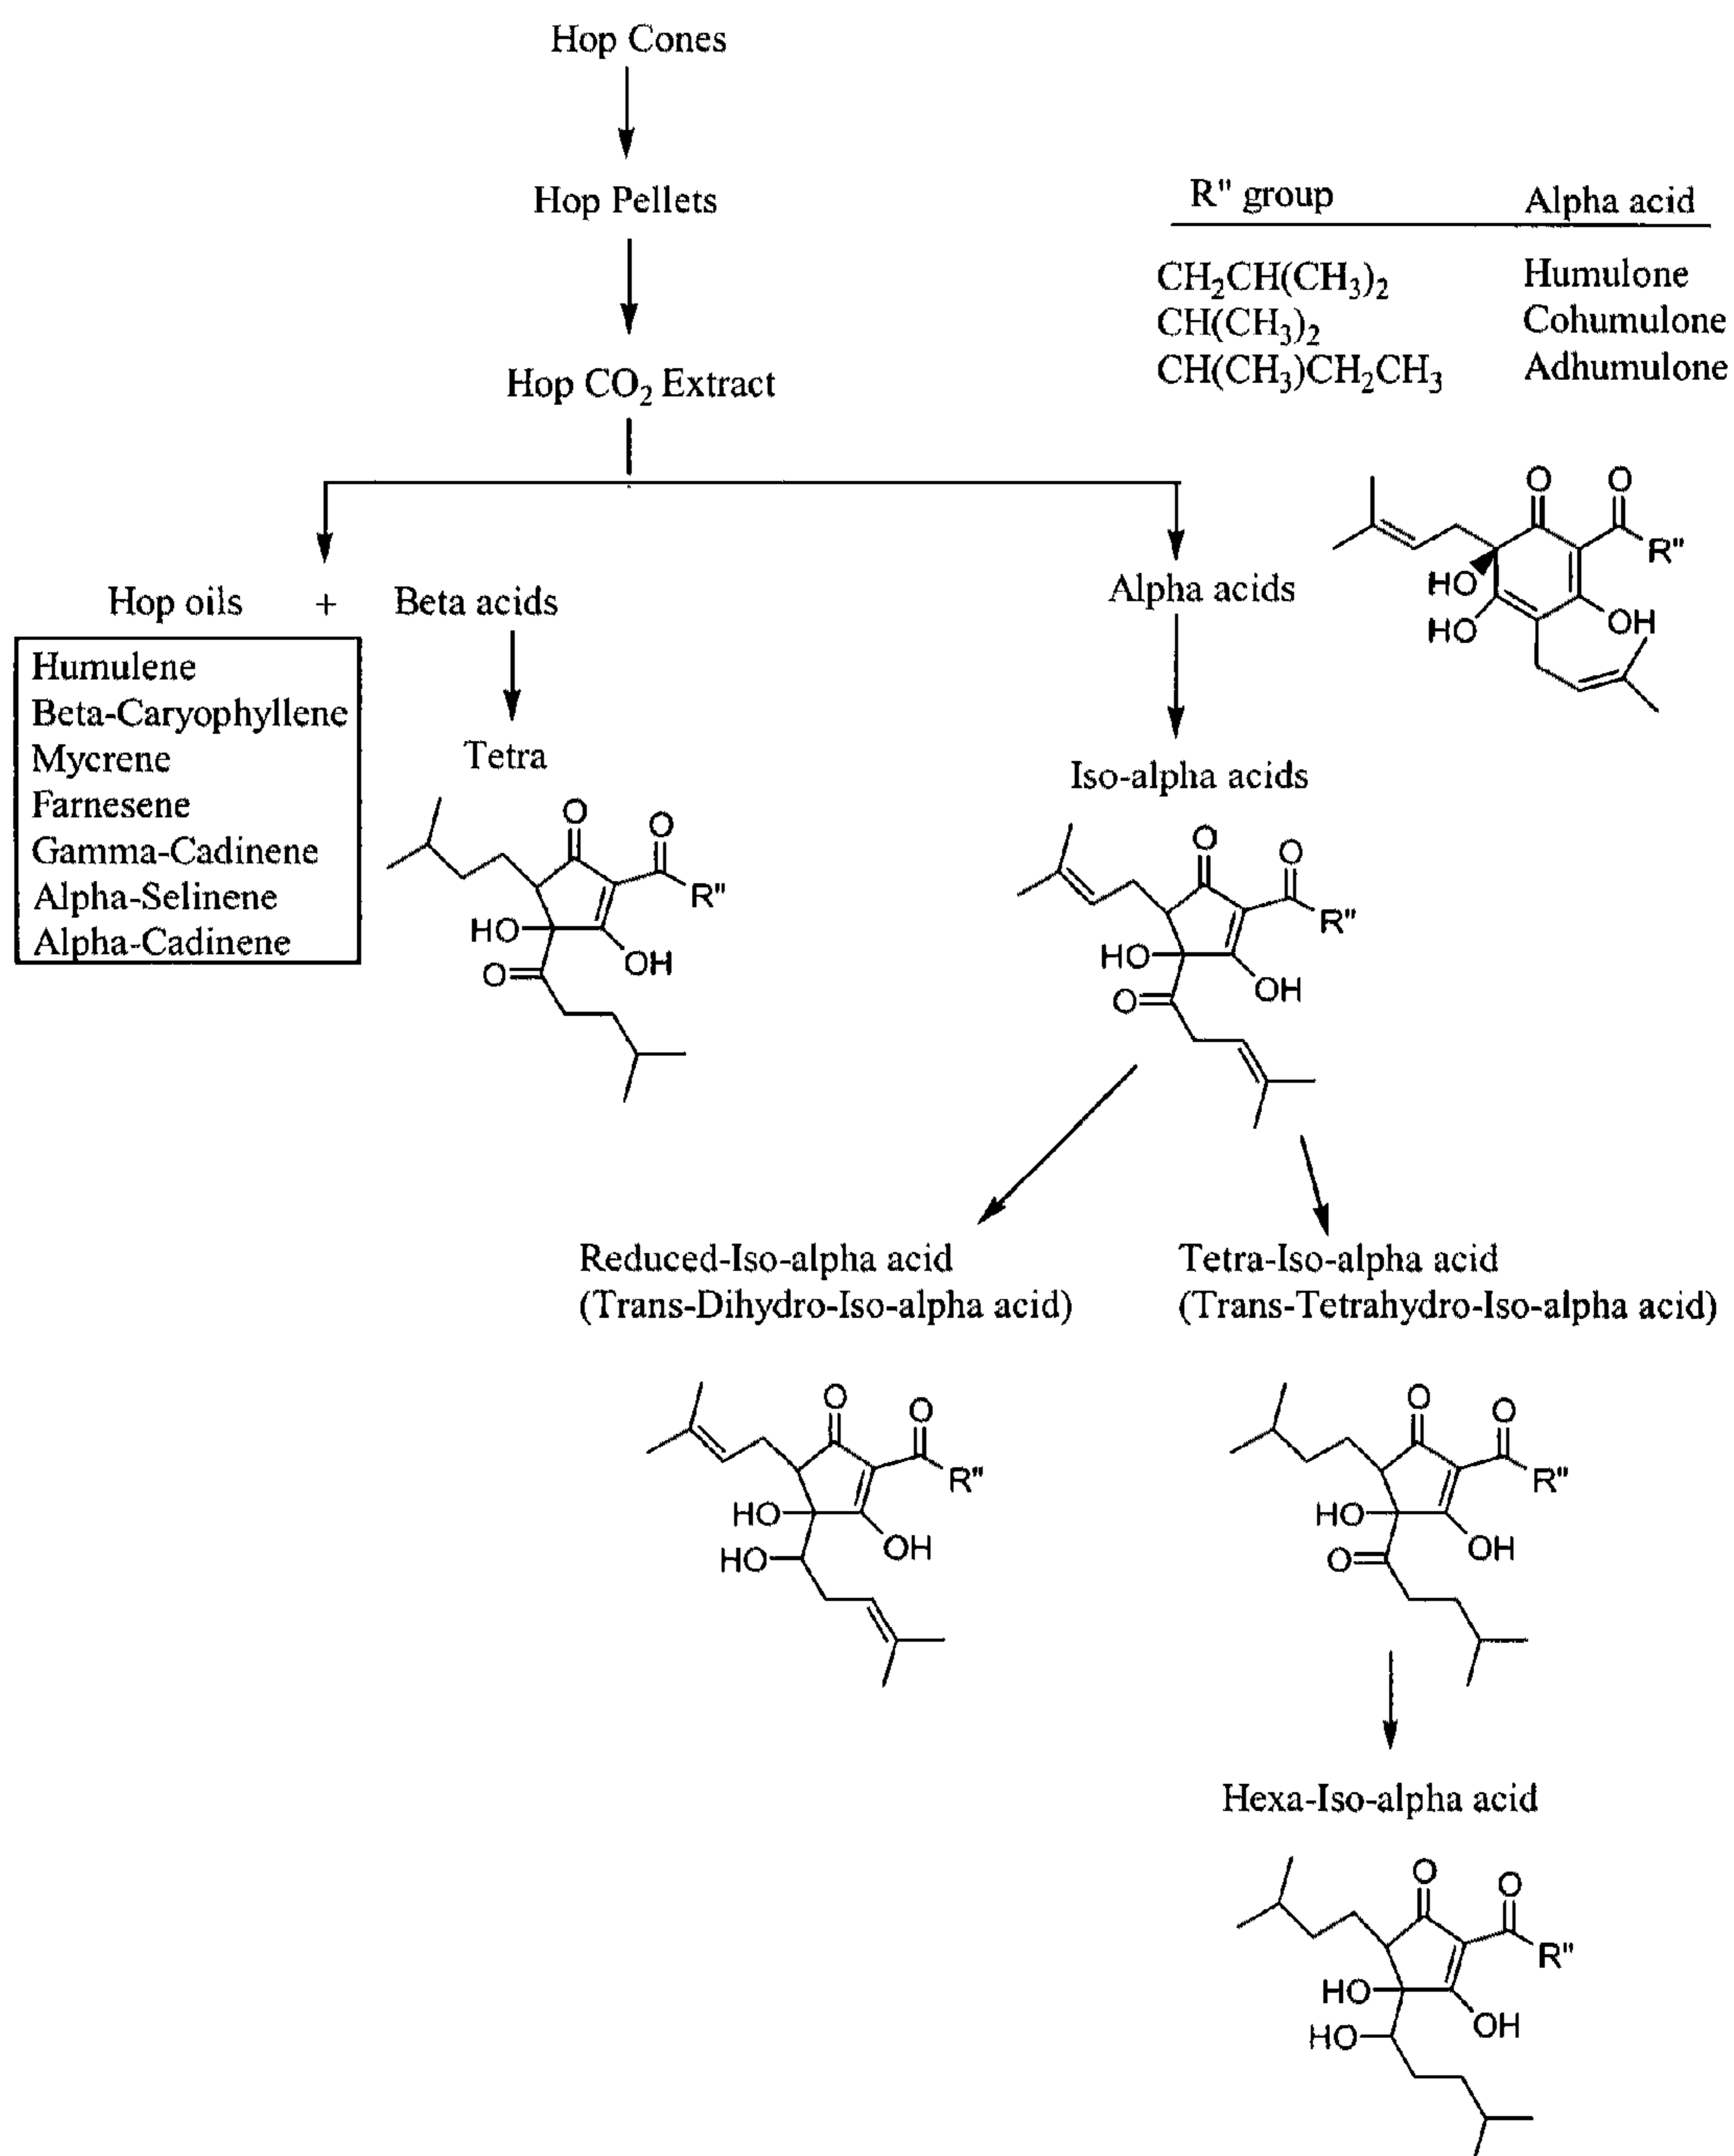 Hop Cones
Hop Pellets
R" group Alpha acid
CH₂CH(CH₃)₂ Humulone
CH(CH₃)₂ Cohumulone
CH(CH₃)CH₂CH₃ Adhumulone
Hop CO₂ Extract
O O
R"
HO
HO OH
Hop oils + Beta acids
Alpha acids
Humulene
Beta-Caryophyllene
Mycrene
Farnesene
Gamma-Cadinene
Alpha-Selinene
Alpha-Cadinene
Tetra
O O
R"
HO
OH
O
Iso-alpha acids
O O
R"
HO
OH
O
Reduced-Iso-alpha acid
(Trans-Dihydro-Iso-alpha acid)
O O
R"
HO
OH
HO
Tetra-Iso-alpha acid
(Trans-Tetrahydro-Iso-alpha acid)
O O
R"
HO
OH
O
Hexa-Iso-alpha acid
O O
R"
HO
OH
HO